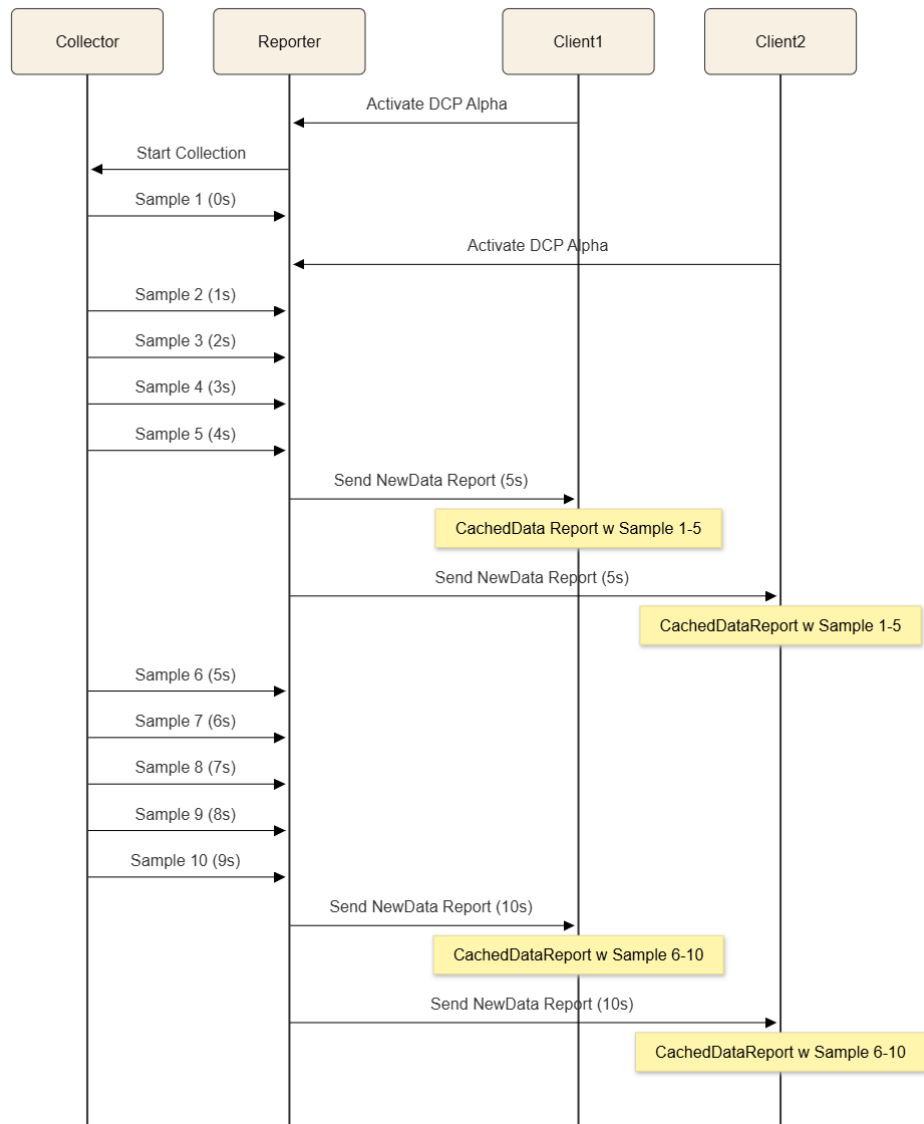 Collector
Reporter
Client1
Client2
Activate DCP Alpha
Start Collection
Sample 1 (0s)
Activate DCP Alpha
Sample 2 (1s)
Sample 3 (2s)
Sample 4 (3s)
Sample 5 (4s)
Send NewData Report (5s)
CachedData Report w Sample 1-5
Send NewData Report (5s)
CachedDataReport w Sample 1-5
Sample 6 (5s)
Sample 7 (6s)
Sample 8 (7s)
Sample 9 (8s)
Sample 10 (9s)
Send NewData Report (10s)
CachedDataReport w Sample 6-10
Send NewData Report (10s)
CachedDataReport w Sample 6-10